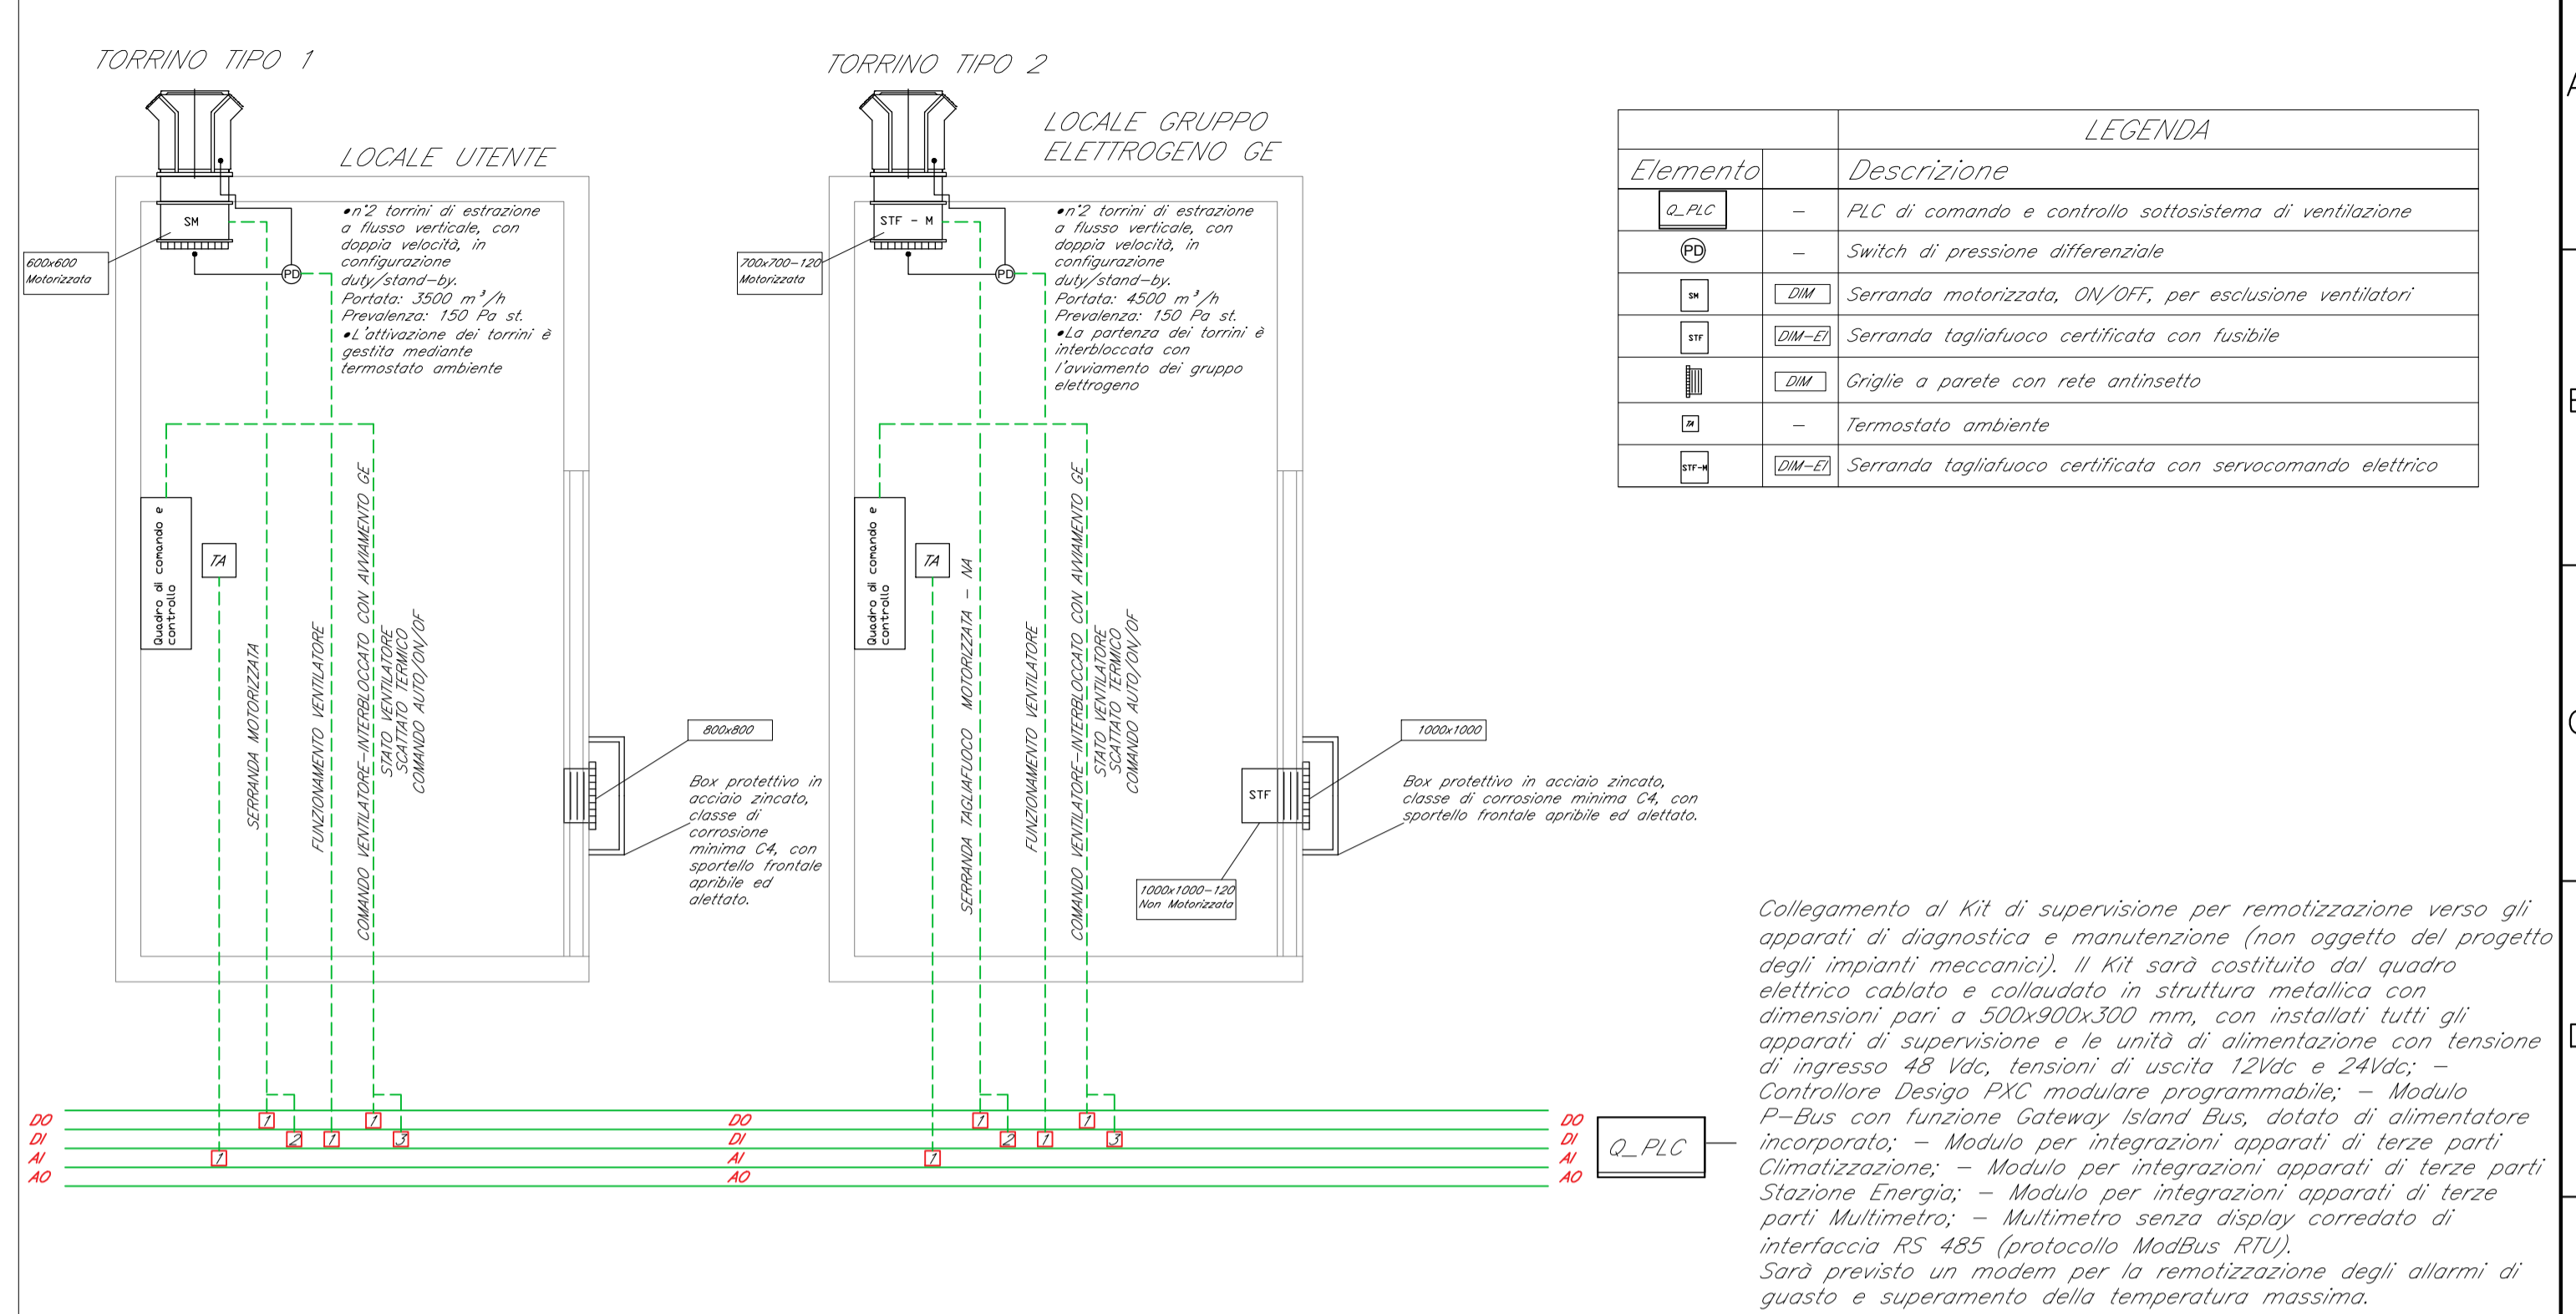 TORRINO TIPO 1
LOCALE UTENTE
SM
600x600
Motorizzata
PD
•n°2 torrini di estrazione
a flusso verticale, con
doppia velocità, in
configurazione
duty/stand-by.
Portata: 3500 m³/h
Prevalenza: 150 Pa st.
•L'attivazione dei torrini è
gestita mediante
termostato ambiente
Quadro di comando e
controllo
TA
SERRANDA MOTORIZZATA
FUNZIONAMENTO VENTILATORE
COMANDO VENTILATORE-INTERBLOCCATO CON AVVIAMENTO GE
STATO VENTILATORE
SCATTATO TERMICO
COMANDO AUTO/ON/OF
800x800
Box protettivo in
acciaio zincato,
classe di
corrosione
minima C4, con
sportello frontale
apribile ed
alettato.
TORRINO TIPO 2
LOCALE GRUPPO
ELETTROGENO GE
STF - M
700x700-120
Motorizzata
PD
•n°2 torrini di estrazione
a flusso verticale, con
doppia velocità, in
configurazione
duty/stand-by.
Portata: 4500 m³/h
Prevalenza: 150 Pa st.
•La partenza dei torrini è
interbloccata con
l'avviamento dei gruppo
elettrogeno
Quadro di comando e
controllo
TA
SERRANDA TAGLIAFUOCO MOTORIZZATA - NA
FUNZIONAMENTO VENTILATORE
COMANDO VENTILATORE-INTERBLOCCATO CON AVVIAMENTO GE
STATO VENTILATORE
SCATTATO TERMICO
COMANDO AUTO/ON/OF
STF
1000x1000
1000x1000-120
Non Motorizzata
Box protettivo in acciaio zincato,
classe di corrosione minima C4, con
sportello frontale apribile ed alettato.
LEGENDA
Elemento Descrizione
Q_PLC - PLC di comando e controllo sottosistema di ventilazione
PD - Switch di pressione differenziale
SM DIM Serranda motorizzata, ON/OFF, per esclusione ventilatori
STF DIM-EI Serranda tagliafuoco certificata con fusibile
DIM Griglie a parete con rete antinsetto
TA - Termostato ambiente
STF-M DIM-EI Serranda tagliafuoco certificata con servocomando elettrico
DO 1 1 DO 1 1 DO
DI 2 1 3 DI 2 1 3 DI
AI 1 AI 1 AI
AO AO AO
Q_PLC
Collegamento al Kit di supervisione per remotizzazione verso gli
apparati di diagnostica e manutenzione (non oggetto del progetto
degli impianti meccanici). Il Kit sarà costituito dal quadro
elettrico cablato e collaudato in struttura metallica con
dimensioni pari a 500x900x300 mm, con installati tutti gli
apparati di supervisione e le unità di alimentazione con tensione
di ingresso 48 Vdc, tensioni di uscita 12Vdc e 24Vdc; -
Controllore Desigo PXC modulare programmabile; - Modulo
P-Bus con funzione Gateway Island Bus, dotato di alimentatore
incorporato; - Modulo per integrazioni apparati di terze parti
Climatizzazione; - Modulo per integrazioni apparati di terze parti
Stazione Energia; - Modulo per integrazioni apparati di terze
parti Multimetro; - Multimetro senza display corredato di
interfaccia RS 485 (protocollo ModBus RTU).
Sarà previsto un modem per la remotizzazione degli allarmi di
guasto e superamento della temperatura massima.